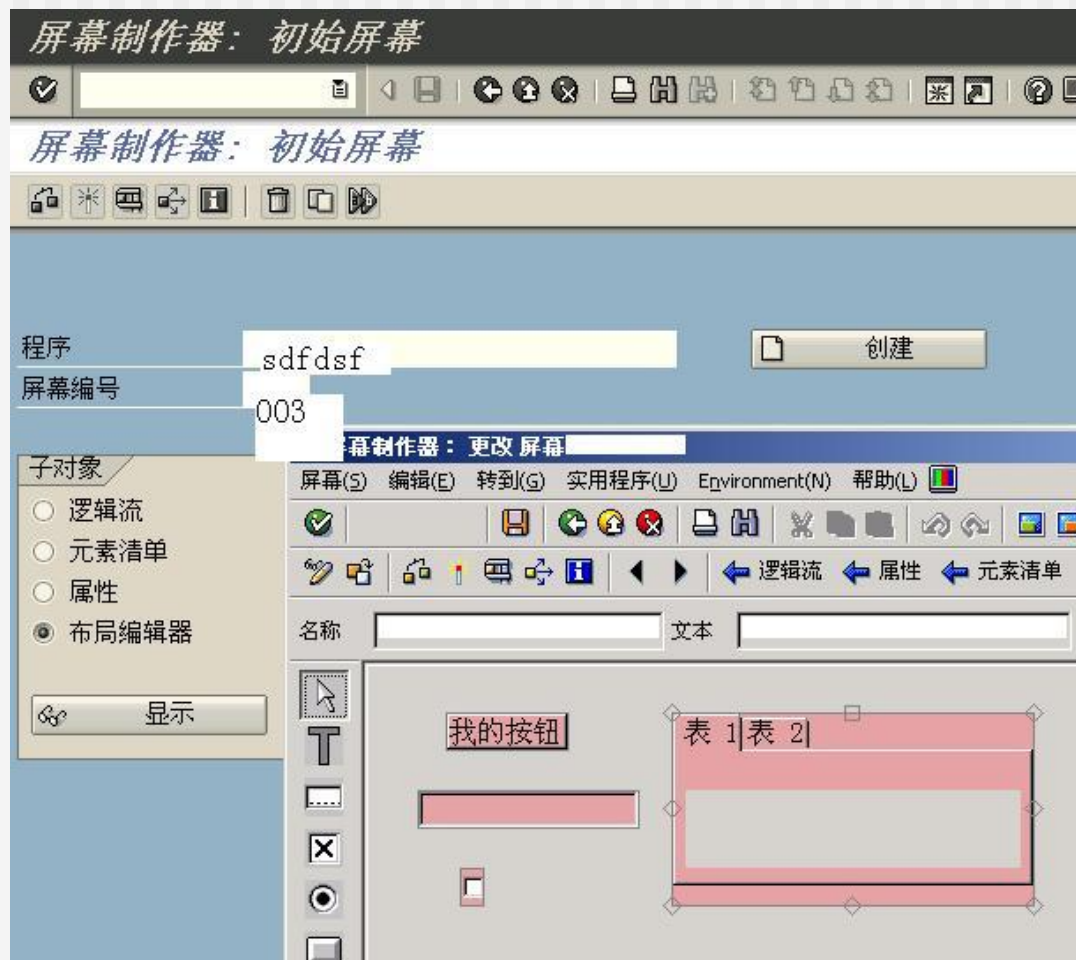 屏幕制作器: 初始屏幕
屏幕制作器: 初始屏幕
程序
sdfdsf
创建
屏幕编号
003
子对象
逻辑流
元素清单
属性
布局编辑器
显示
幕制作器: 更改 屏幕
屏幕(S) 编辑(E) 转到(G) 实用程序(U) Environment(N) 帮助(L)
逻辑流 属性 元素清单
名称 文本
我的按钮
表 1 表 2